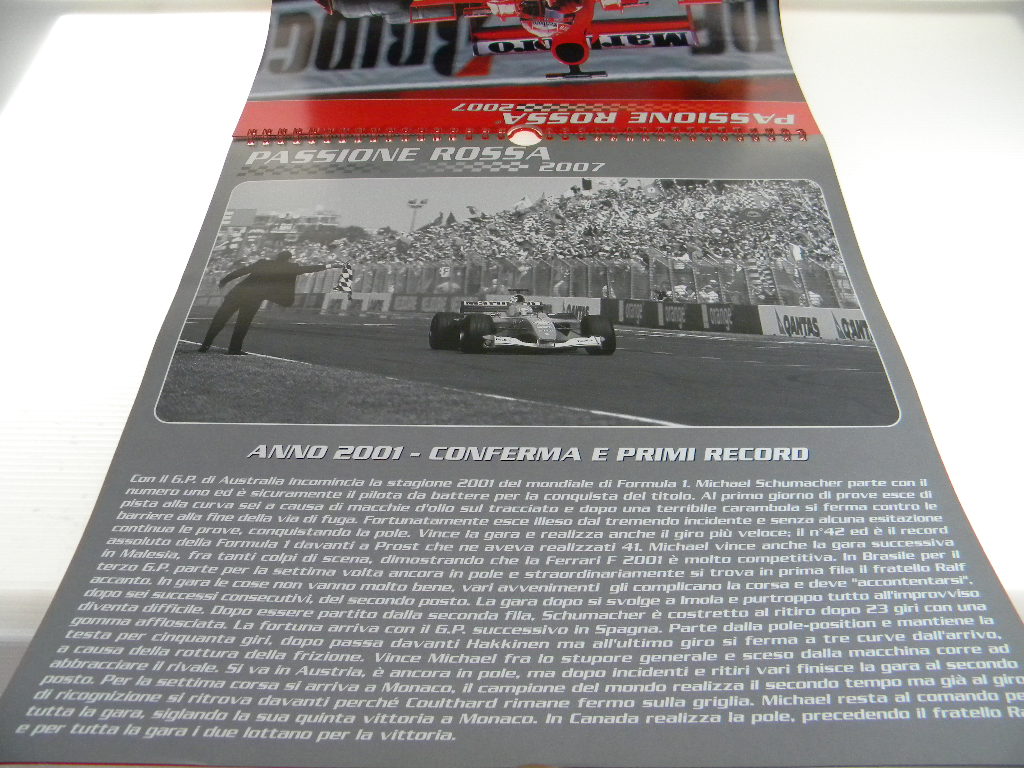 Marlboro
PASSIONE ROSSA
2007
PASSIONE ROSSA
2007
orange
QANTAS
ANNO 2001 - CONFERMA E PRIMI RECORD
Con il G.P. di Australia incomincia la stagione 2001 del mondiale di Formula 1. Michael Schumacher parte con il
numero uno ed è sicuramente il pilota da battere per la conquista del titolo. Al primo giorno di prove esce di
pista alla curva sei a causa di macchie d'olio sul tracciato e dopo una terribile carambola si ferma contro le
barriere alla fine della via di fuga. Fortunatamente esce illeso dal tremendo incidente e senza alcuna esitazione
continua le prove, conquistando la pole. Vince la gara e realizza anche il giro più veloce; il n°42 ed è il record
assoluto della Formula 1 davanti a Prost che ne aveva realizzati 41. Michael vince anche la gara successiva
in Malesia, fra tanti colpi di scena, dimostrando che la Ferrari F 2001 è molto competitiva. In Brasile per il
terzo G.P. parte per la settima volta ancora in pole e straordinariamente si trova in prima fila il fratello Ralf
accanto. In gara le cose non vanno molto bene, vari avvenimenti gli complicano la corsa e deve "accontentarsi",
dopo sei successi consecutivi, del secondo posto. La gara dopo si svolge a Imola e purtroppo tutto all'improvviso
diventa difficile. Dopo essere partito dalla seconda fila, Schumacher è costretto al ritiro dopo 23 giri con una
gomma afflosciata. La fortuna arriva con il G.P. successivo in Spagna. Parte dalla pole-position e mantiene la
testa per cinquanta giri, dopo passa davanti Hakkinen ma all'ultimo giro si ferma a tre curve dall'arrivo,
a causa della rottura della frizione. Vince Michael fra lo stupore generale e sceso dalla macchina corre ad
abbracciare il rivale. Si va in Austria, è ancora in pole, ma dopo incidenti e ritiri vari finisce la gara al secondo
posto. Per la settima corsa si arriva a Monaco, il campione del mondo realizza il secondo tempo ma già al giro
di ricognizione si ritrova davanti perché Coulthard rimane fermo sulla griglia. Michael resta al comando pe
tutta la gara, siglando la sua quinta vittoria a Monaco. In Canada realizza la pole, precedendo il fratello Ra
e per tutta la gara i due lottano per la vittoria.